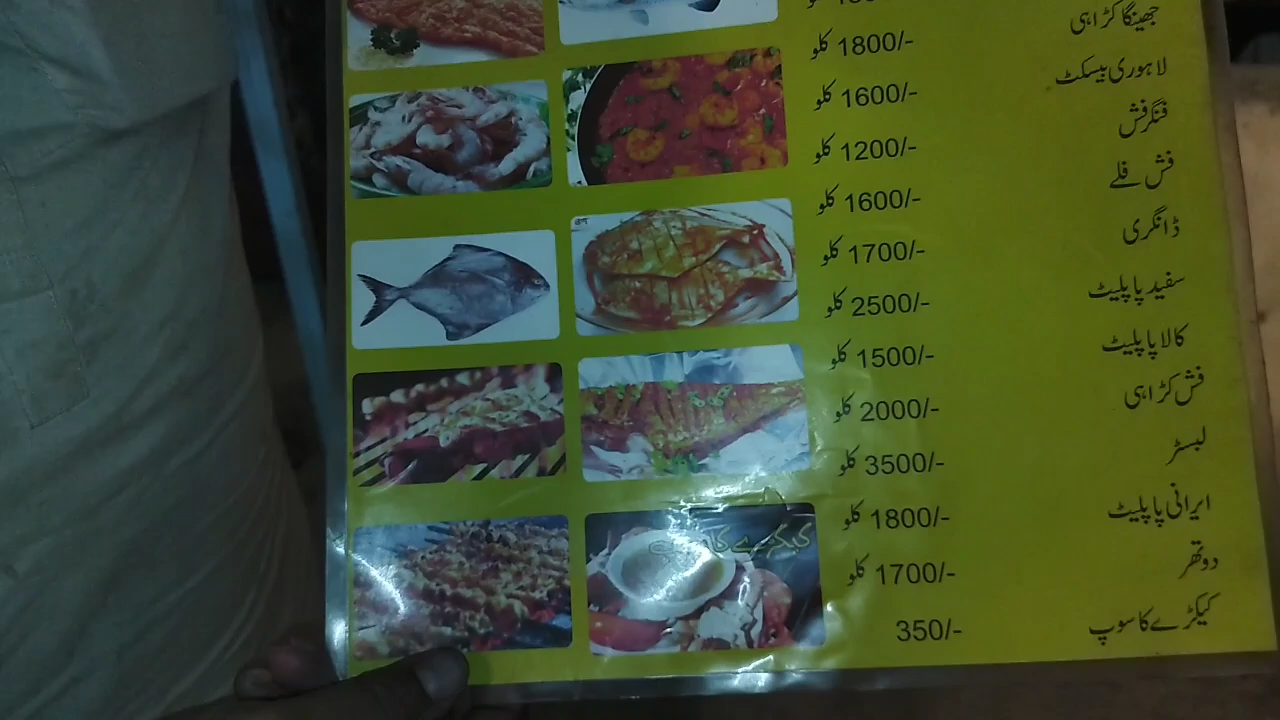 جھینگا کڑاہی 1800/- کلو
لاہوری بیسکٹ 1600/- کلو
فنگر فش 1200/- کلو
فش فلے 1600/- کلو
ڈانگری 1700/- کلو
سفید پاپلیٹ 2500/- کلو
کالا پاپلیٹ 1500/- کلو
فش کڑاہی 2000/- کلو
لبسٹر 3500/- کلو
ایرانی پاپلیٹ 1800/- کلو
دوتھر 1700/- کلو
کیکڑے کا سوپ 350/-